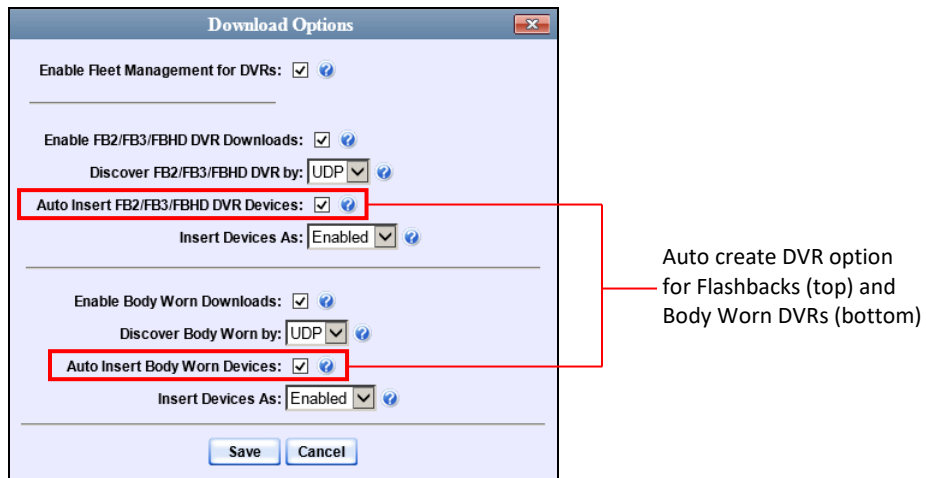 Download Options
Enable Fleet Management for DVRs:
Enable FB2/FB3/FBHD DVR Downloads:
Discover FB2/FB3/FBHD DVR by: UDP
Auto Insert FB2/FB3/FBHD DVR Devices:
Insert Devices As: Enabled
Auto create DVR option
for Flashbacks (top) and
Body Worn DVRs (bottom)
Enable Body Worn Downloads:
Discover Body Worn by: UDP
Auto Insert Body Worn Devices:
Insert Devices As: Enabled
Save Cancel